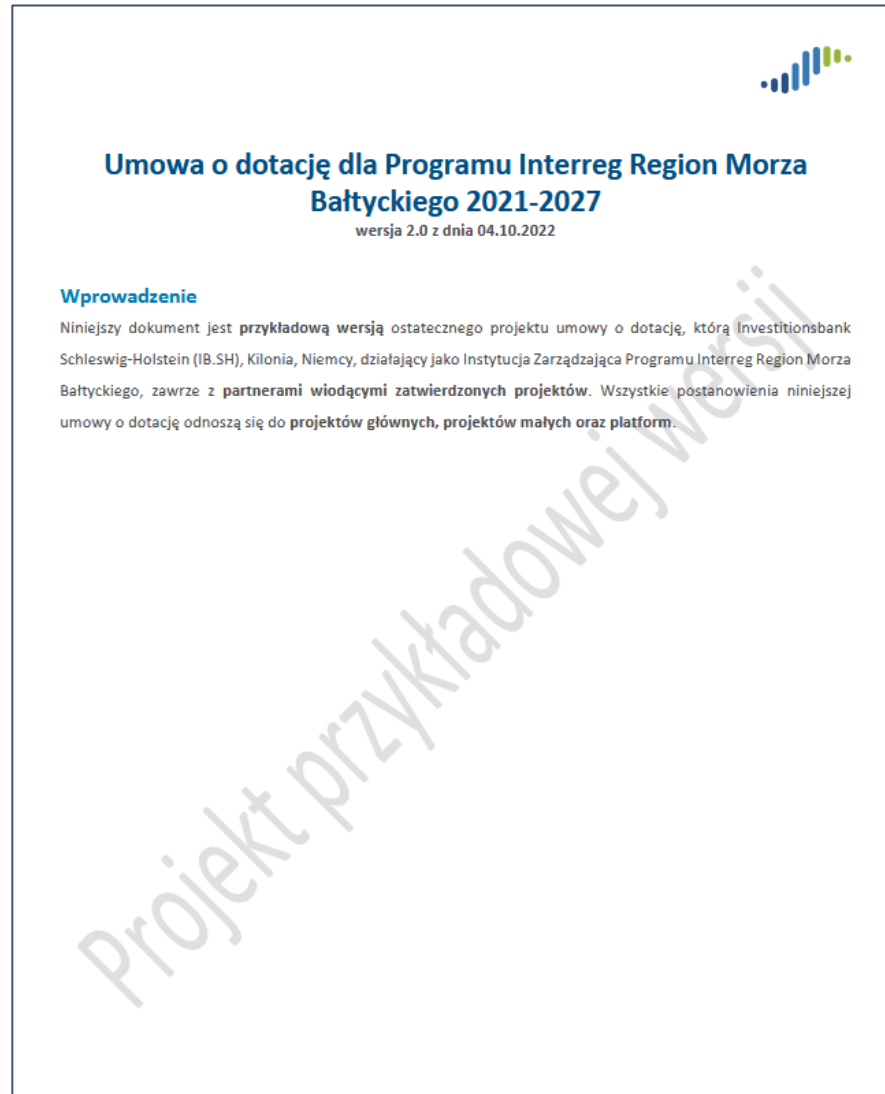 Umowa o dotację dla Programu Interreg Region Morza
Bałtyckiego 2021-2027
wersja 2.0 z dnia 04.10.2022
Wprowadzenie
Niniejszy dokument jest przykładową wersją ostatecznego projektu umowy o dotację, którą Investitionsbank
Schleswig-Holstein (IB.SH), Kilonia, Niemcy, działający jako Instytucja Zarządzająca Programu Interreg Region Morza
Bałtyckiego, zawrze z partnerami wiodącymi zatwierdzonych projektów. Wszystkie postanowienia niniejszej
umowy o dotację odnoszą się do projektów głównych, projektów małych oraz platform.
Projekt przykładowej wersij